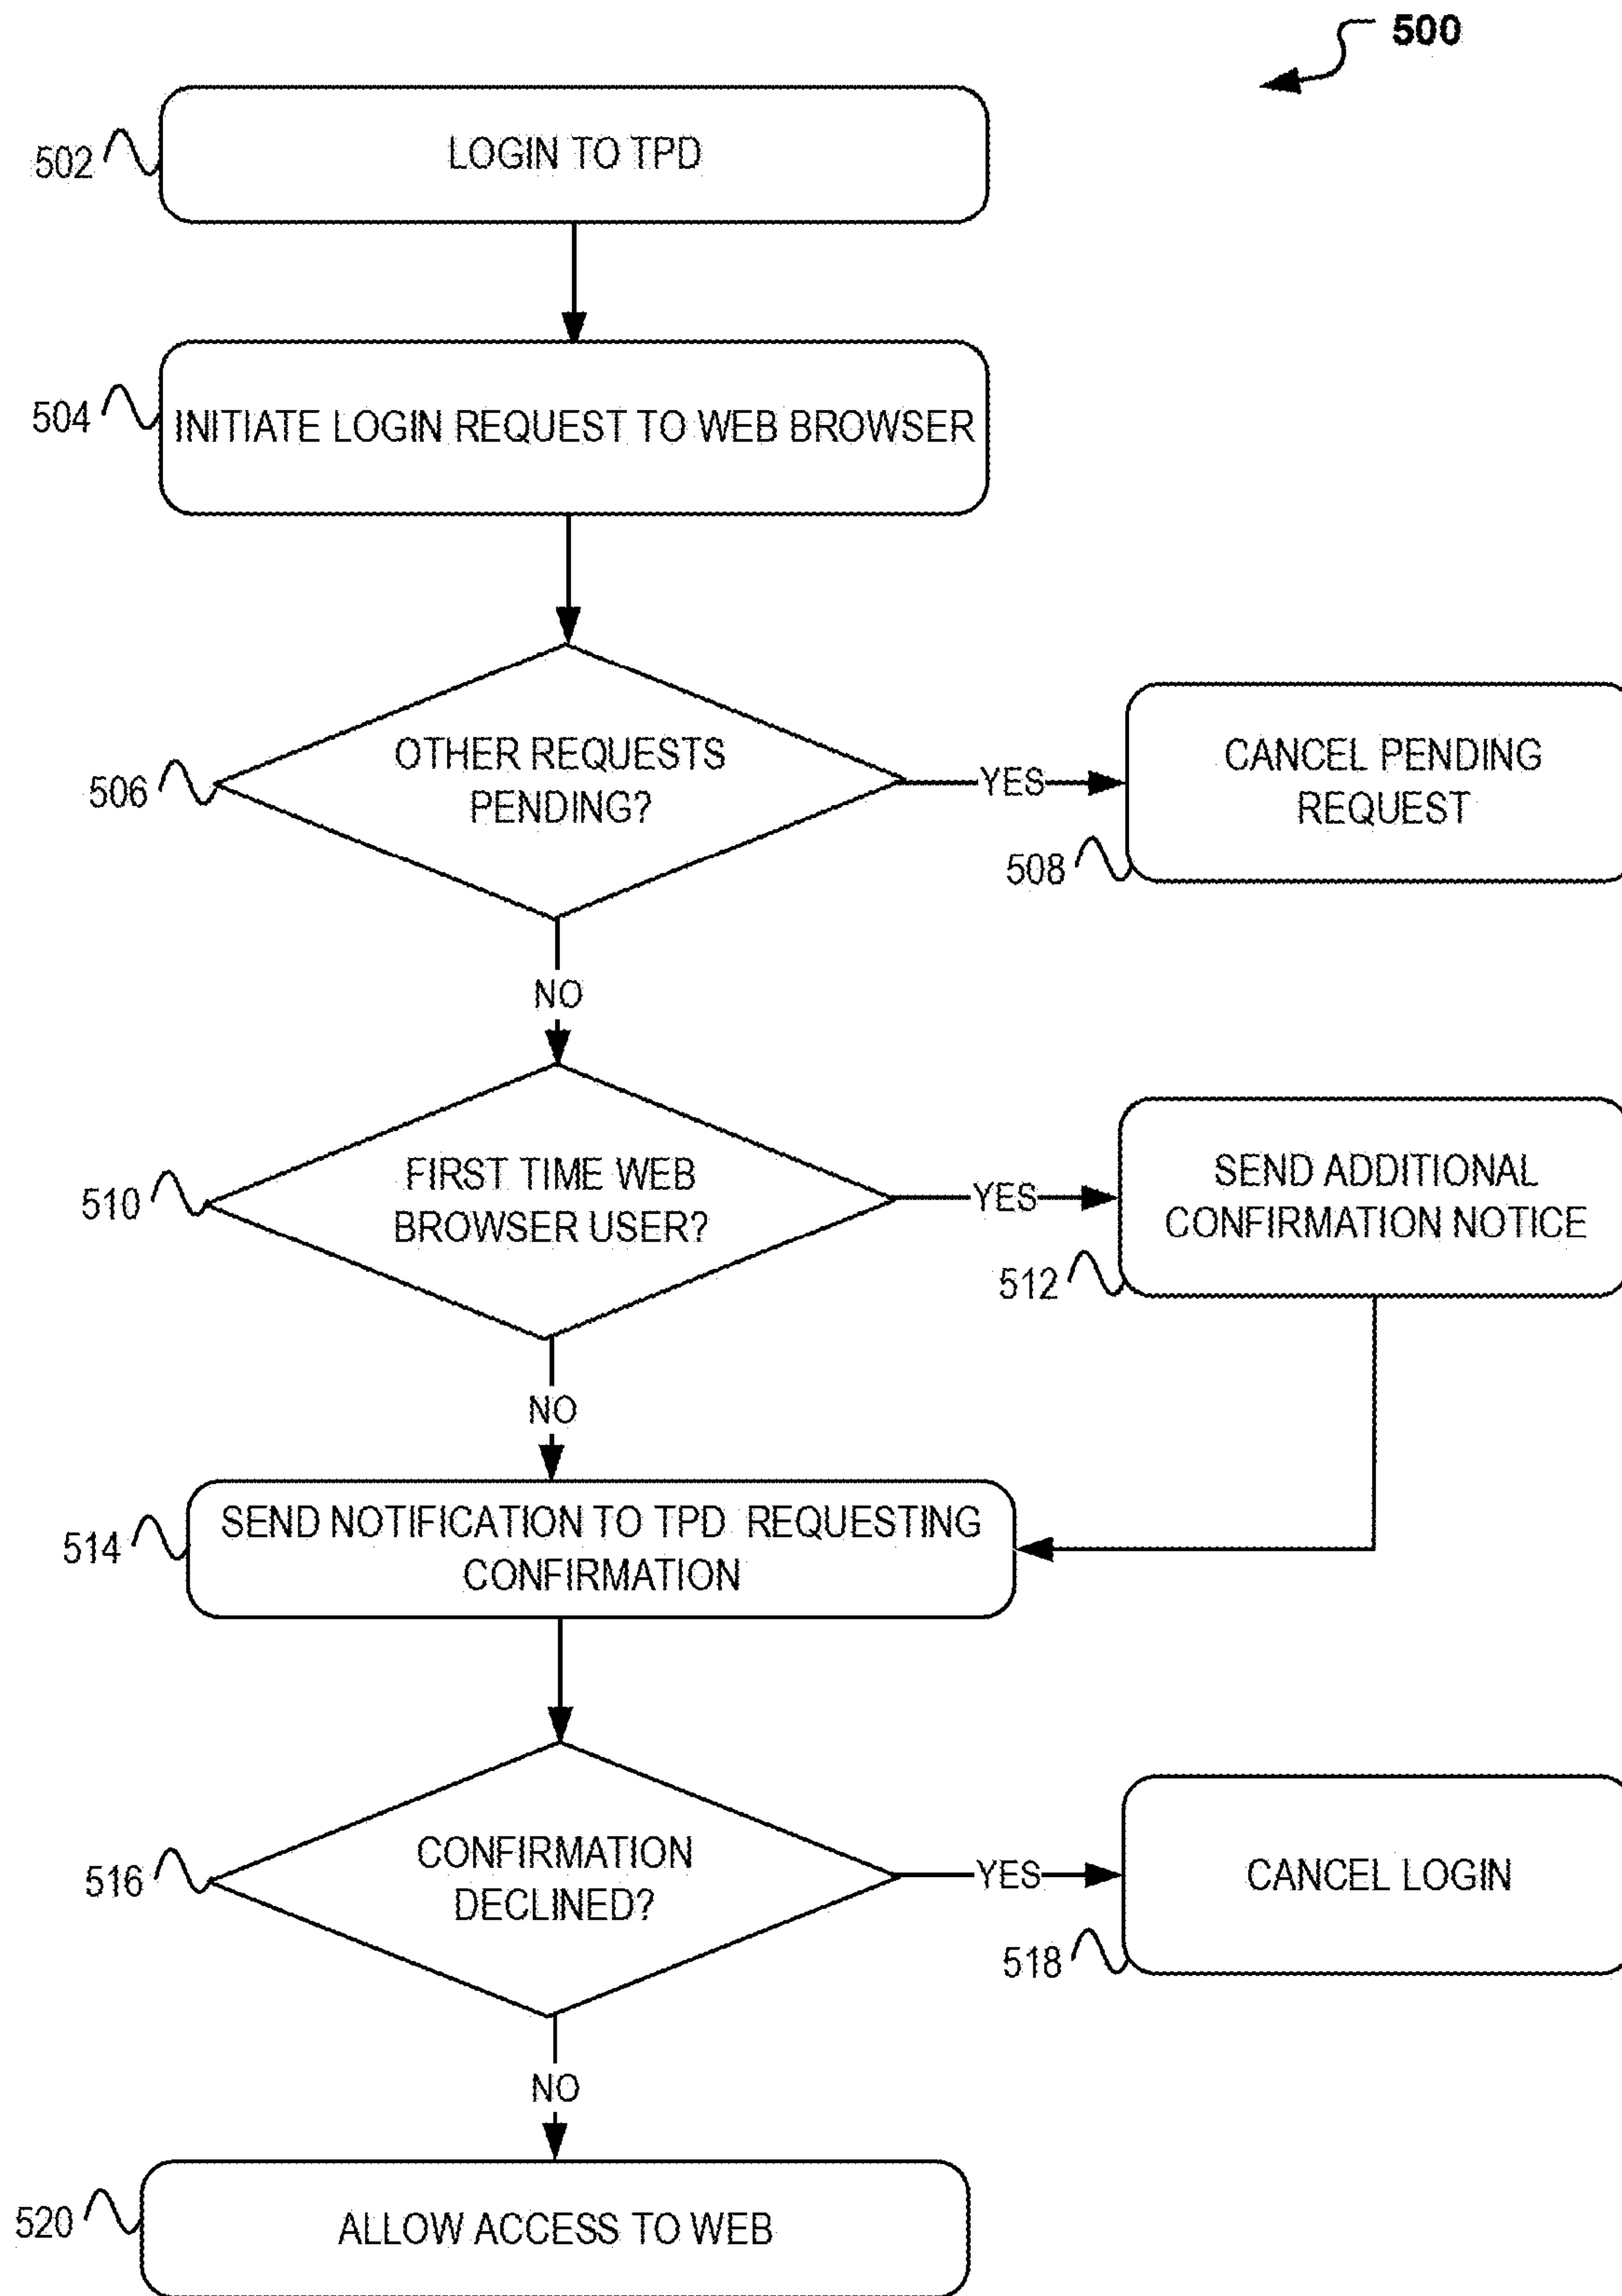 500
502
LOGIN TO TPD
504
INITIATE LOGIN REQUEST TO WEB BROWSER
506
OTHER REQUESTS
PENDING?
YES
CANCEL PENDING
REQUEST
508
NO
510
FIRST TIME WEB
BROWSER USER?
YES
SEND ADDITIONAL
CONFIRMATION NOTICE
512
NO
514
SEND NOTIFICATION TO TPD REQUESTING
CONFIRMATION
516
CONFIRMATION
DECLINED?
YES
CANCEL LOGIN
518
NO
520
ALLOW ACCESS TO WEB